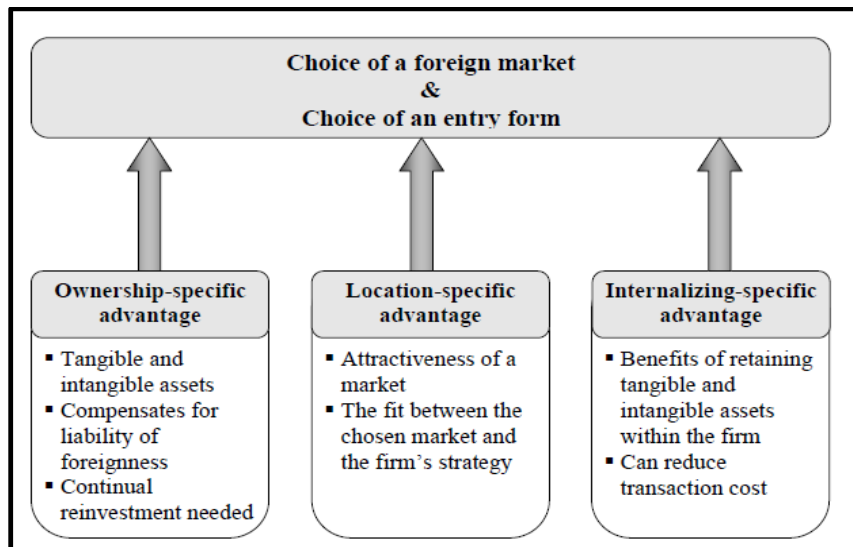 Choice of a foreign market
&
Choice of an entry form
Ownership-specific
advantage
▪ Tangible and
intangible assets
▪ Compensates for
liability of
foreignness
▪ Continual
reinvestment needed
Location-specific
advantage
▪ Attractiveness of a
market
▪ The fit between the
chosen market and
the firm's strategy
Internalizing-specific
advantage
▪ Benefits of retaining
tangible and
intangible assets
within the firm
▪ Can reduce
transaction cost